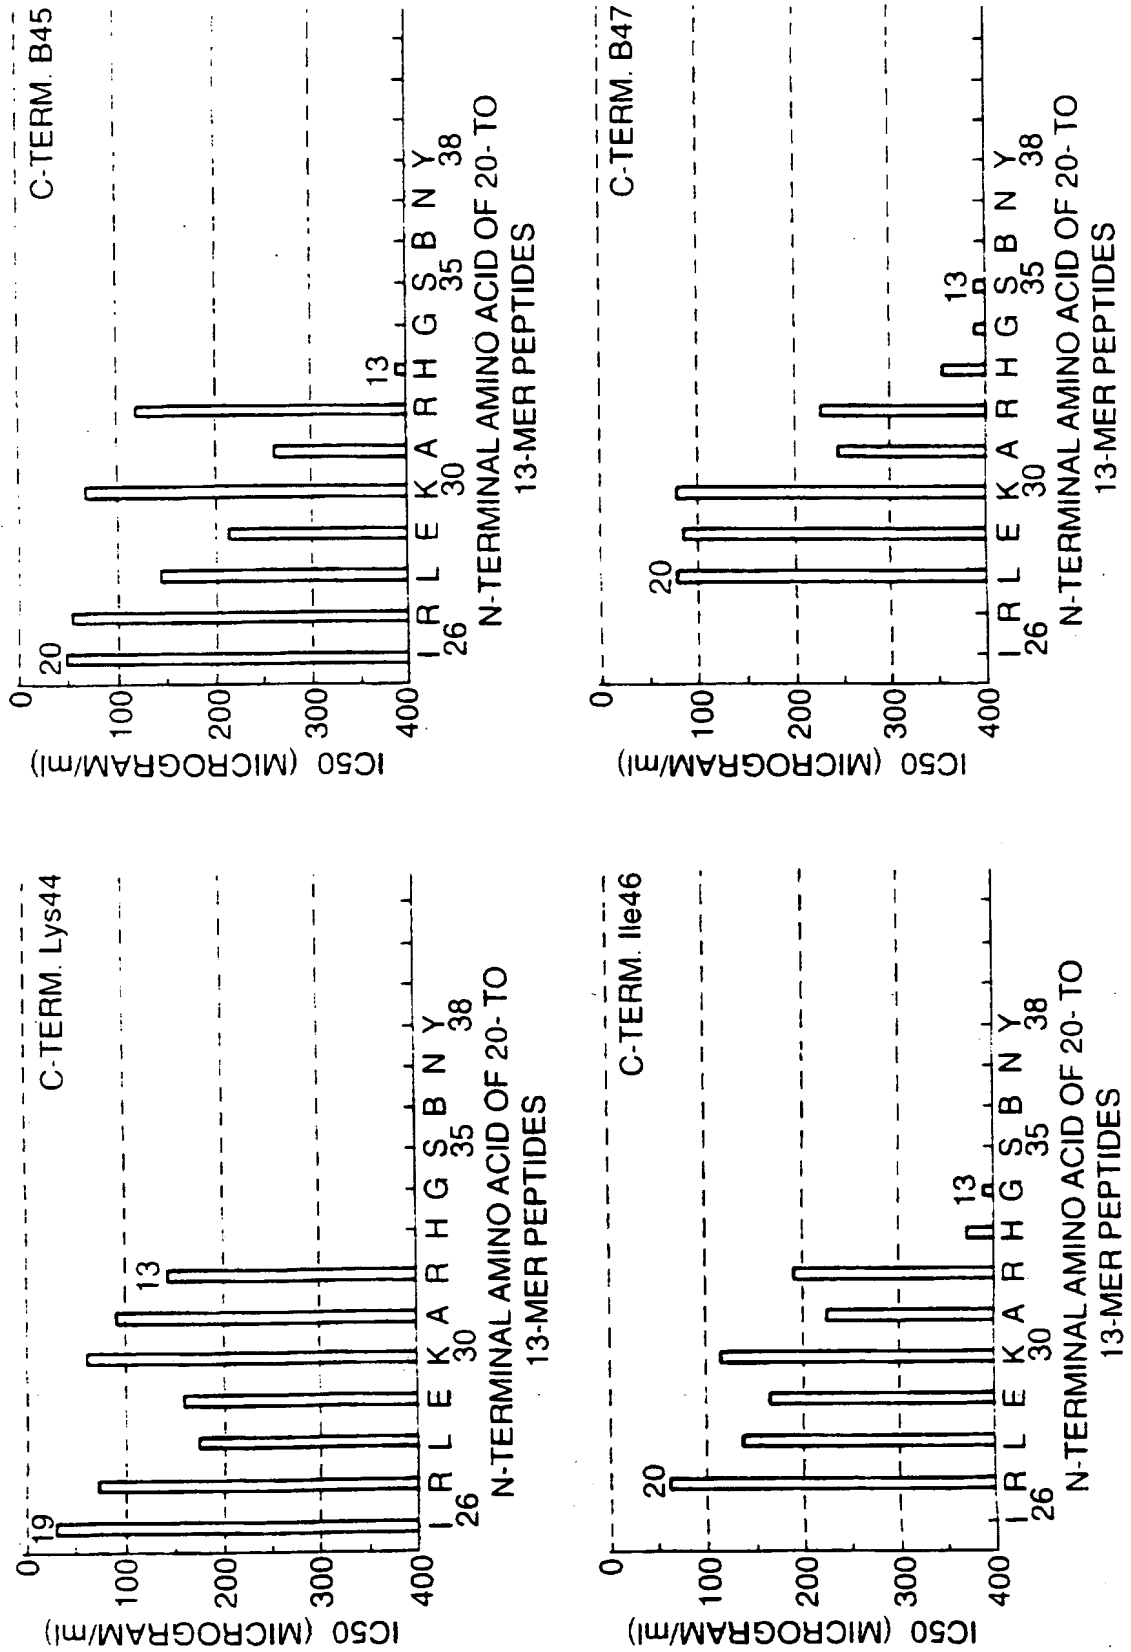 C-TERM. Lys44
IC50 (MICROGRAM/ml)
0
100
200
300
400
19
13
I R L E K A R H G S B N Y
26 30 35 38
N-TERMINAL AMINO ACID OF 20- TO
13-MER PEPTIDES
C-TERM. B45
IC50 (MICROGRAM/ml)
0
100
200
300
400
20
13
I R L E K A R H G S B N Y
26 30 35 38
N-TERMINAL AMINO ACID OF 20- TO
13-MER PEPTIDES
C-TERM. Ile46
IC50 (MICROGRAM/ml)
0
100
200
300
400
20
13
I R L E K A R H G S B N Y
26 30 35 38
N-TERMINAL AMINO ACID OF 20- TO
13-MER PEPTIDES
C-TERM. B47
IC50 (MICROGRAM/ml)
0
100
200
300
400
20
13
I R L E K A R H G S B N Y
26 30 35 38
N-TERMINAL AMINO ACID OF 20- TO
13-MER PEPTIDES